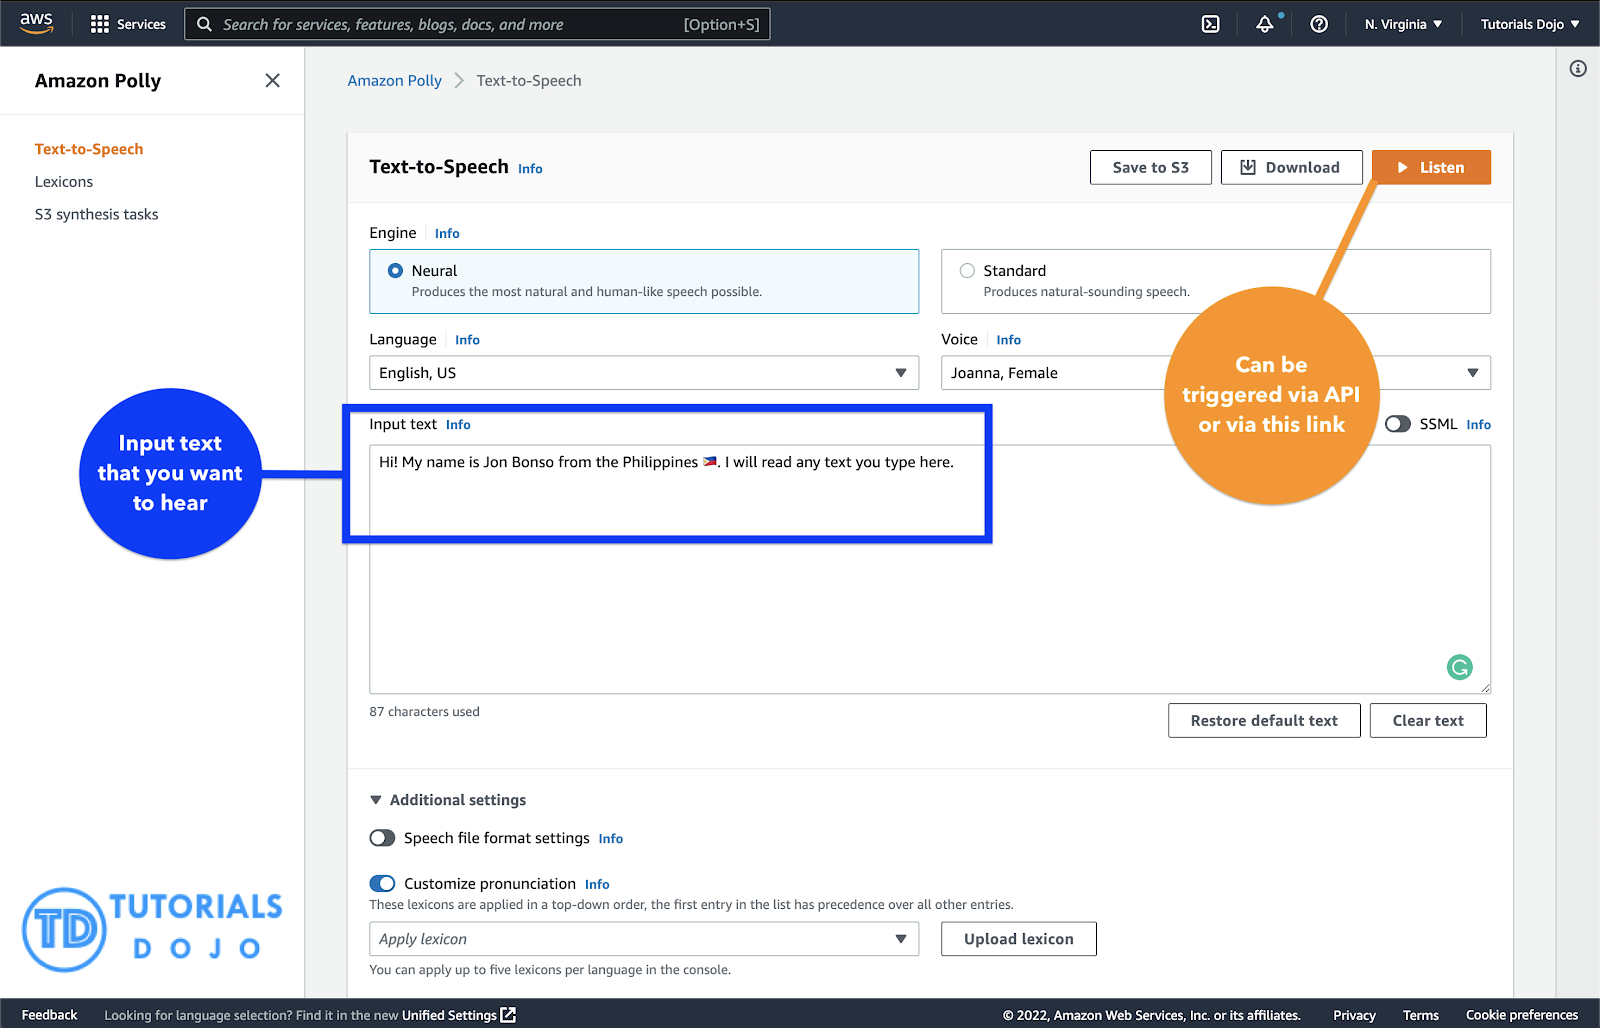 aws
Services
Search for services, features, blogs, docs, and more [Option+S]
N. Virginia ▼
Tutorials Dojo ▼
Amazon Polly
Text-to-Speech
Lexicons
S3 synthesis tasks
Amazon Polly > Text-to-Speech
Text-to-Speech Info
Save to S3
Download
Listen
Engine Info
Neural
Produces the most natural and human-like speech possible.
Standard
Produces natural-sounding speech.
Language Info
English, US
Voice Info
Joanna, Female
Can be
triggered via API
or via this link
Input text
that you want
to hear
Input text Info
SSML Info
Hi! My name is Jon Bonso from the Philippines 🇵🇭. I will read any text you type here.
87 characters used
Restore default text
Clear text
Additional settings
Speech file format settings Info
Customize pronunciation Info
These lexicons are applied in a top-down order, the first entry in the list has precedence over all other entries.
Apply lexicon
Upload lexicon
You can apply up to five lexicons per language in the console.
TD
TUTORIALS
DOJO
Feedback
Looking for language selection? Find it in the new Unified Settings
© 2022, Amazon Web Services, Inc. or its affiliates.
Privacy
Terms
Cookie preferences